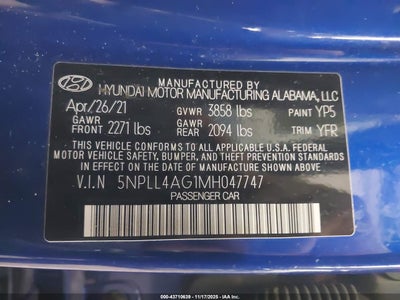 MANUFACTURED BY
HYUNDAI MOTOR MANUFACTURING ALABAMA, LLC
Apr/26/21 GVWR 3858 lbs PAINT YP5
GAWR FRONT 2271 lbs GAWR REAR 2094 lbs TRIM YFR
THIS VEHICLE CONFORMS TO ALL APPLICABLE FEDERAL
MOTOR VEHICLE SAFETY, BUMPER, AND THEFT PREVENTION
STANDARDS IN EFFECT ON THE DATE OF MANUFACTURE SHOWN ABOVE.
V.I.N 5NPLL4AG1MH047747
PASSENGER CAR
ID: 000-43710639 - 11/17/2025 - IAAI.COM